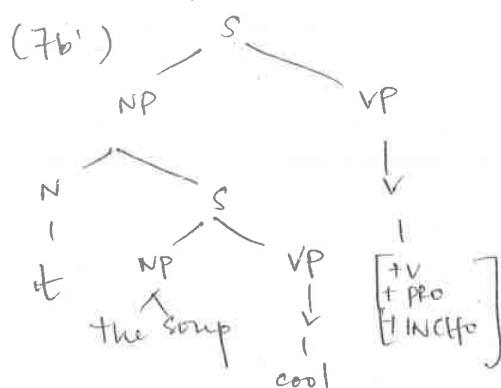 (7b')
S
NP VP
N S V
it NP VP
the soup V
cool
[+V
+ PRO
+ INCHO]